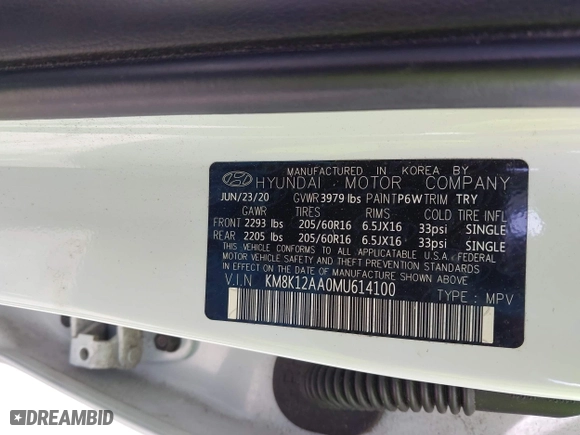 MANUFACTURED IN KOREA BY
HYUNDAI MOTOR COMPANY
JUN/23/20 GVWR 3979 lbs PAINT P6W TRIM TRY
GAWR TIRES RIMS COLD TIRE INFL
FRONT 2293 lbs 205/60R16 6.5JX16 33psi SINGLE
REAR 2205 lbs 205/60R16 6.5JX16 33psi SINGLE
THIS VEHICLE CONFORMS TO ALL APPLICABLE U.S.A. FEDERAL
MOTOR VEHICLE SAFETY, BUMPER, AND THEFT PREVENTION STANDARDS
IN EFFECT ON THE DATE OF MANUFACTURE SHOWN ABOVE
V.I.N KM8K12AA0MU614100
TYPE : MPV
DREAMBID